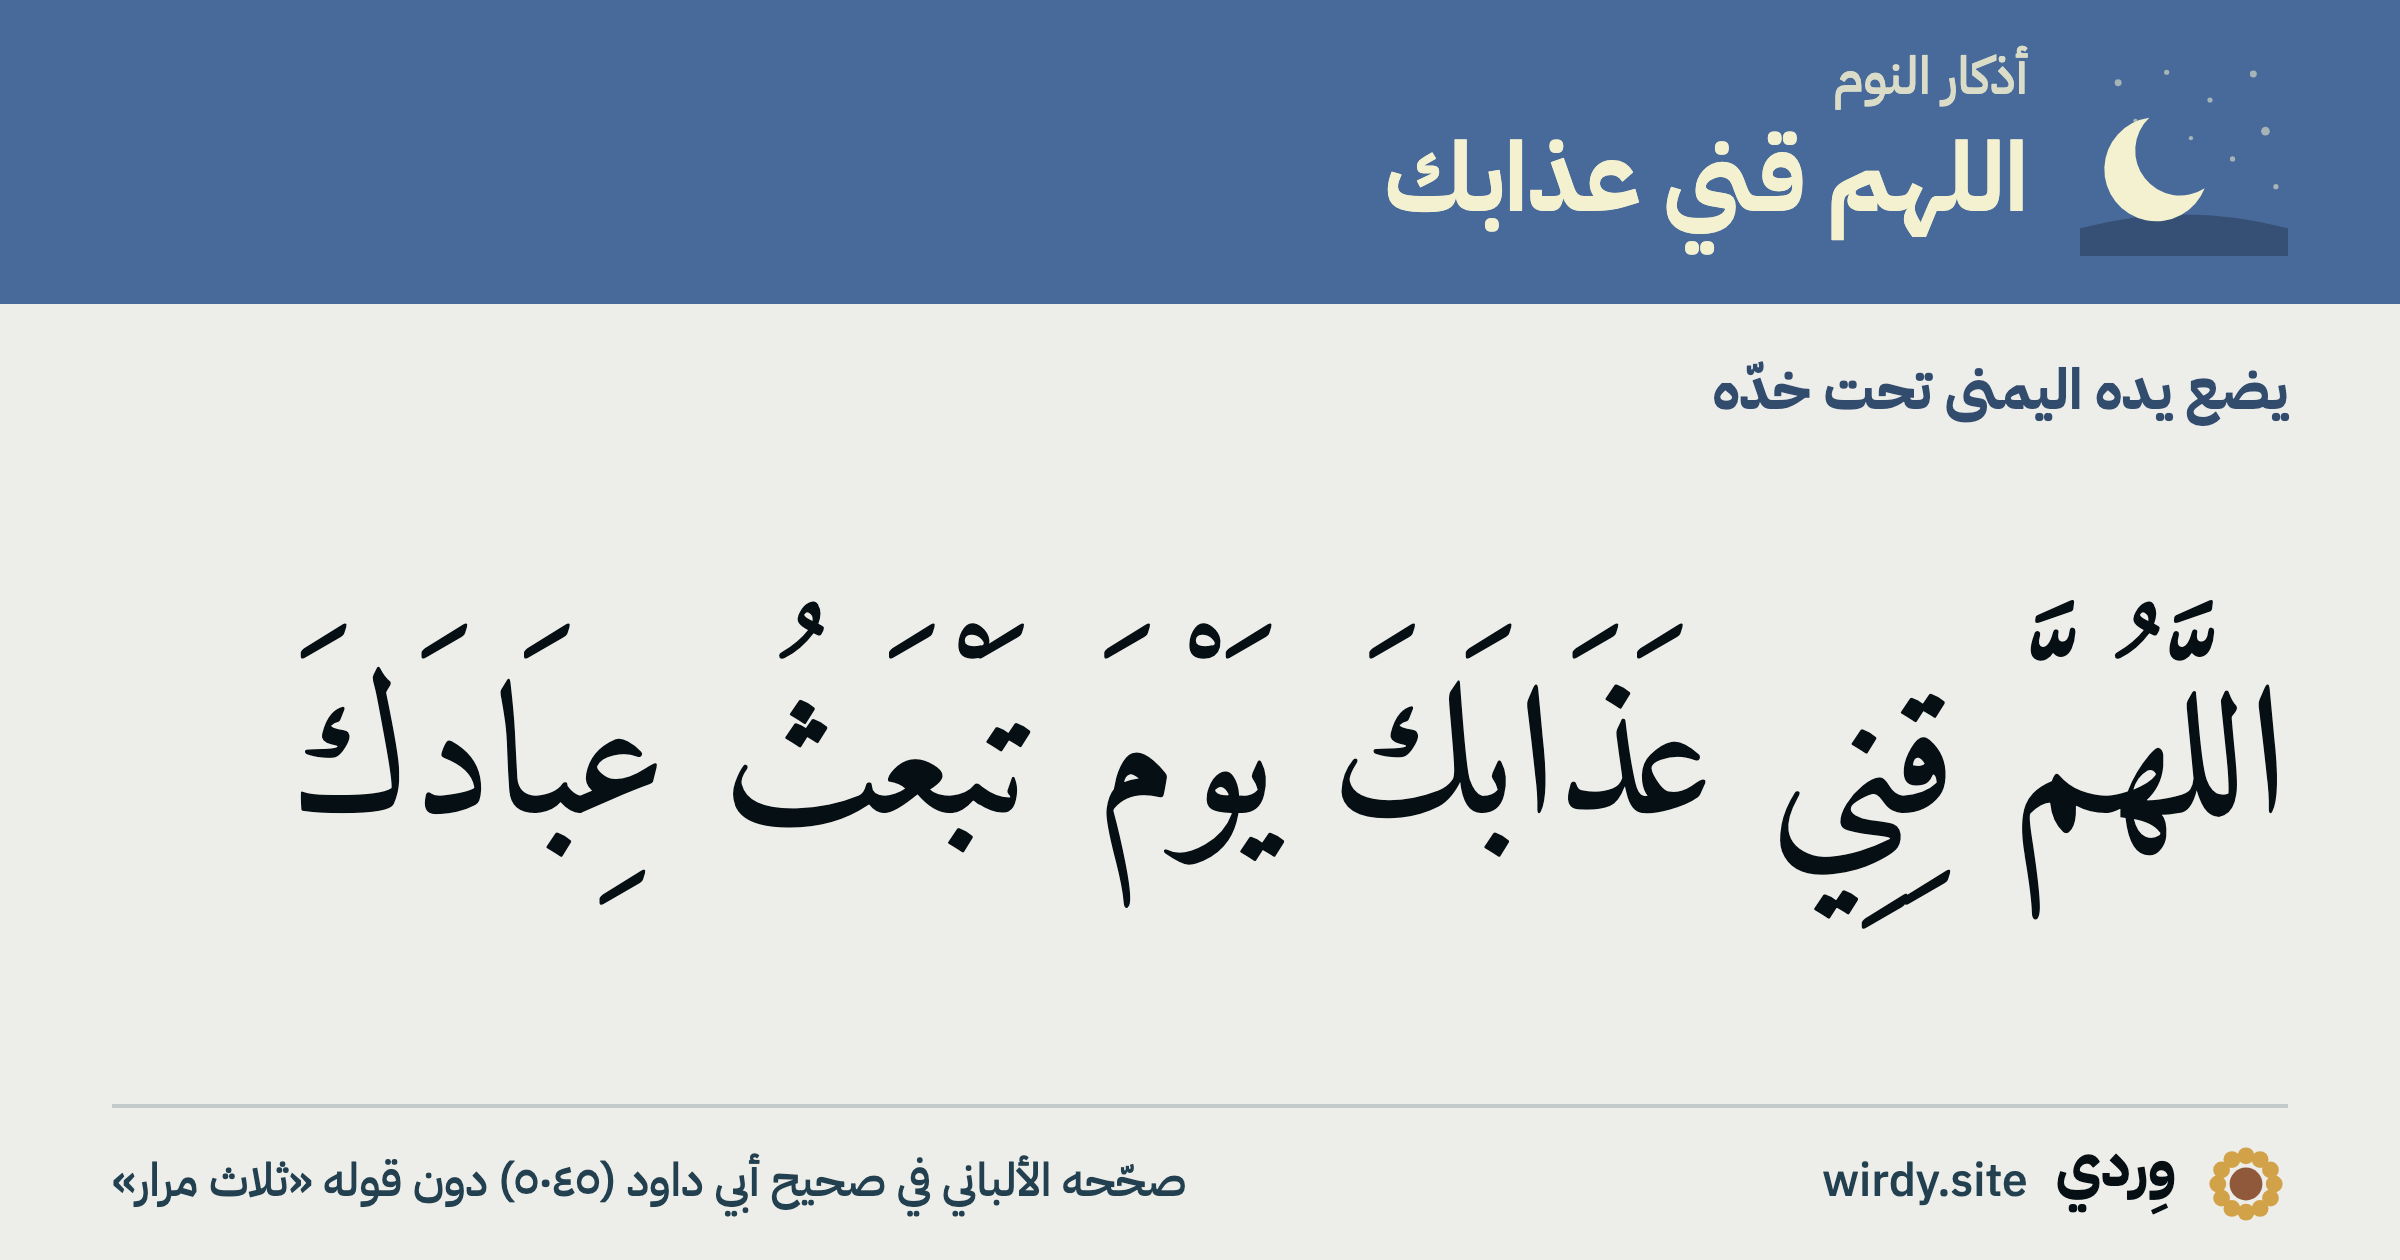 أذكار النوم
اللهم قني عذابك
يضع يده اليمنى تحت خدّه
اللَّهُمَّ قِنِي عَذَابَكَ يَوْمَ تَبْعَثُ عِبَادَكَ
وِردي wirdy.site
صحّحه الألباني في صحيح أبي داود (٥٠٤٥) دون قوله «ثلاث مرار»